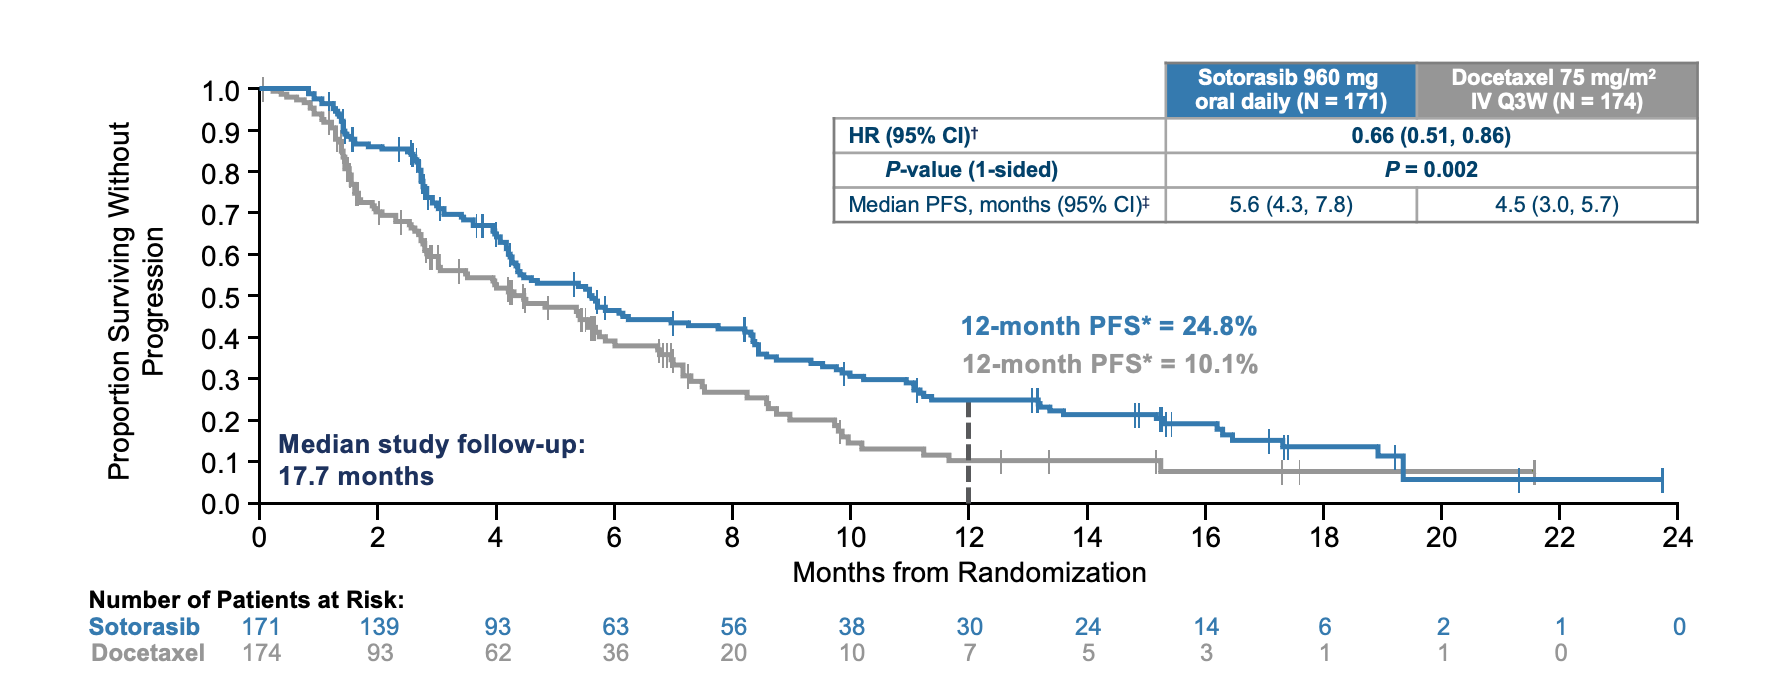 Sotorasib 960 mg
oral daily (N = 171)
Docetaxel 75 mg/m²
IV Q3W (N = 174)
HR (95% CI)† 0.66 (0.51, 0.86)
P-value (1-sided) P = 0.002
Median PFS, months (95% CI)‡ 5.6 (4.3, 7.8) 4.5 (3.0, 5.7)
Proportion Surviving Without
Progression
1.0
0.9
0.8
0.7
0.6
0.5
0.4
0.3
0.2
0.1
0.0
12-month PFS* = 24.8%
12-month PFS* = 10.1%
Median study follow-up:
17.7 months
0 2 4 6 8 10 12 14 16 18 20 22 24
Months from Randomization
Number of Patients at Risk:
Sotorasib 171 139 93 63 56 38 30 24 14 6 2 1 0
Docetaxel 174 93 62 36 20 10 7 5 3 1 1 0